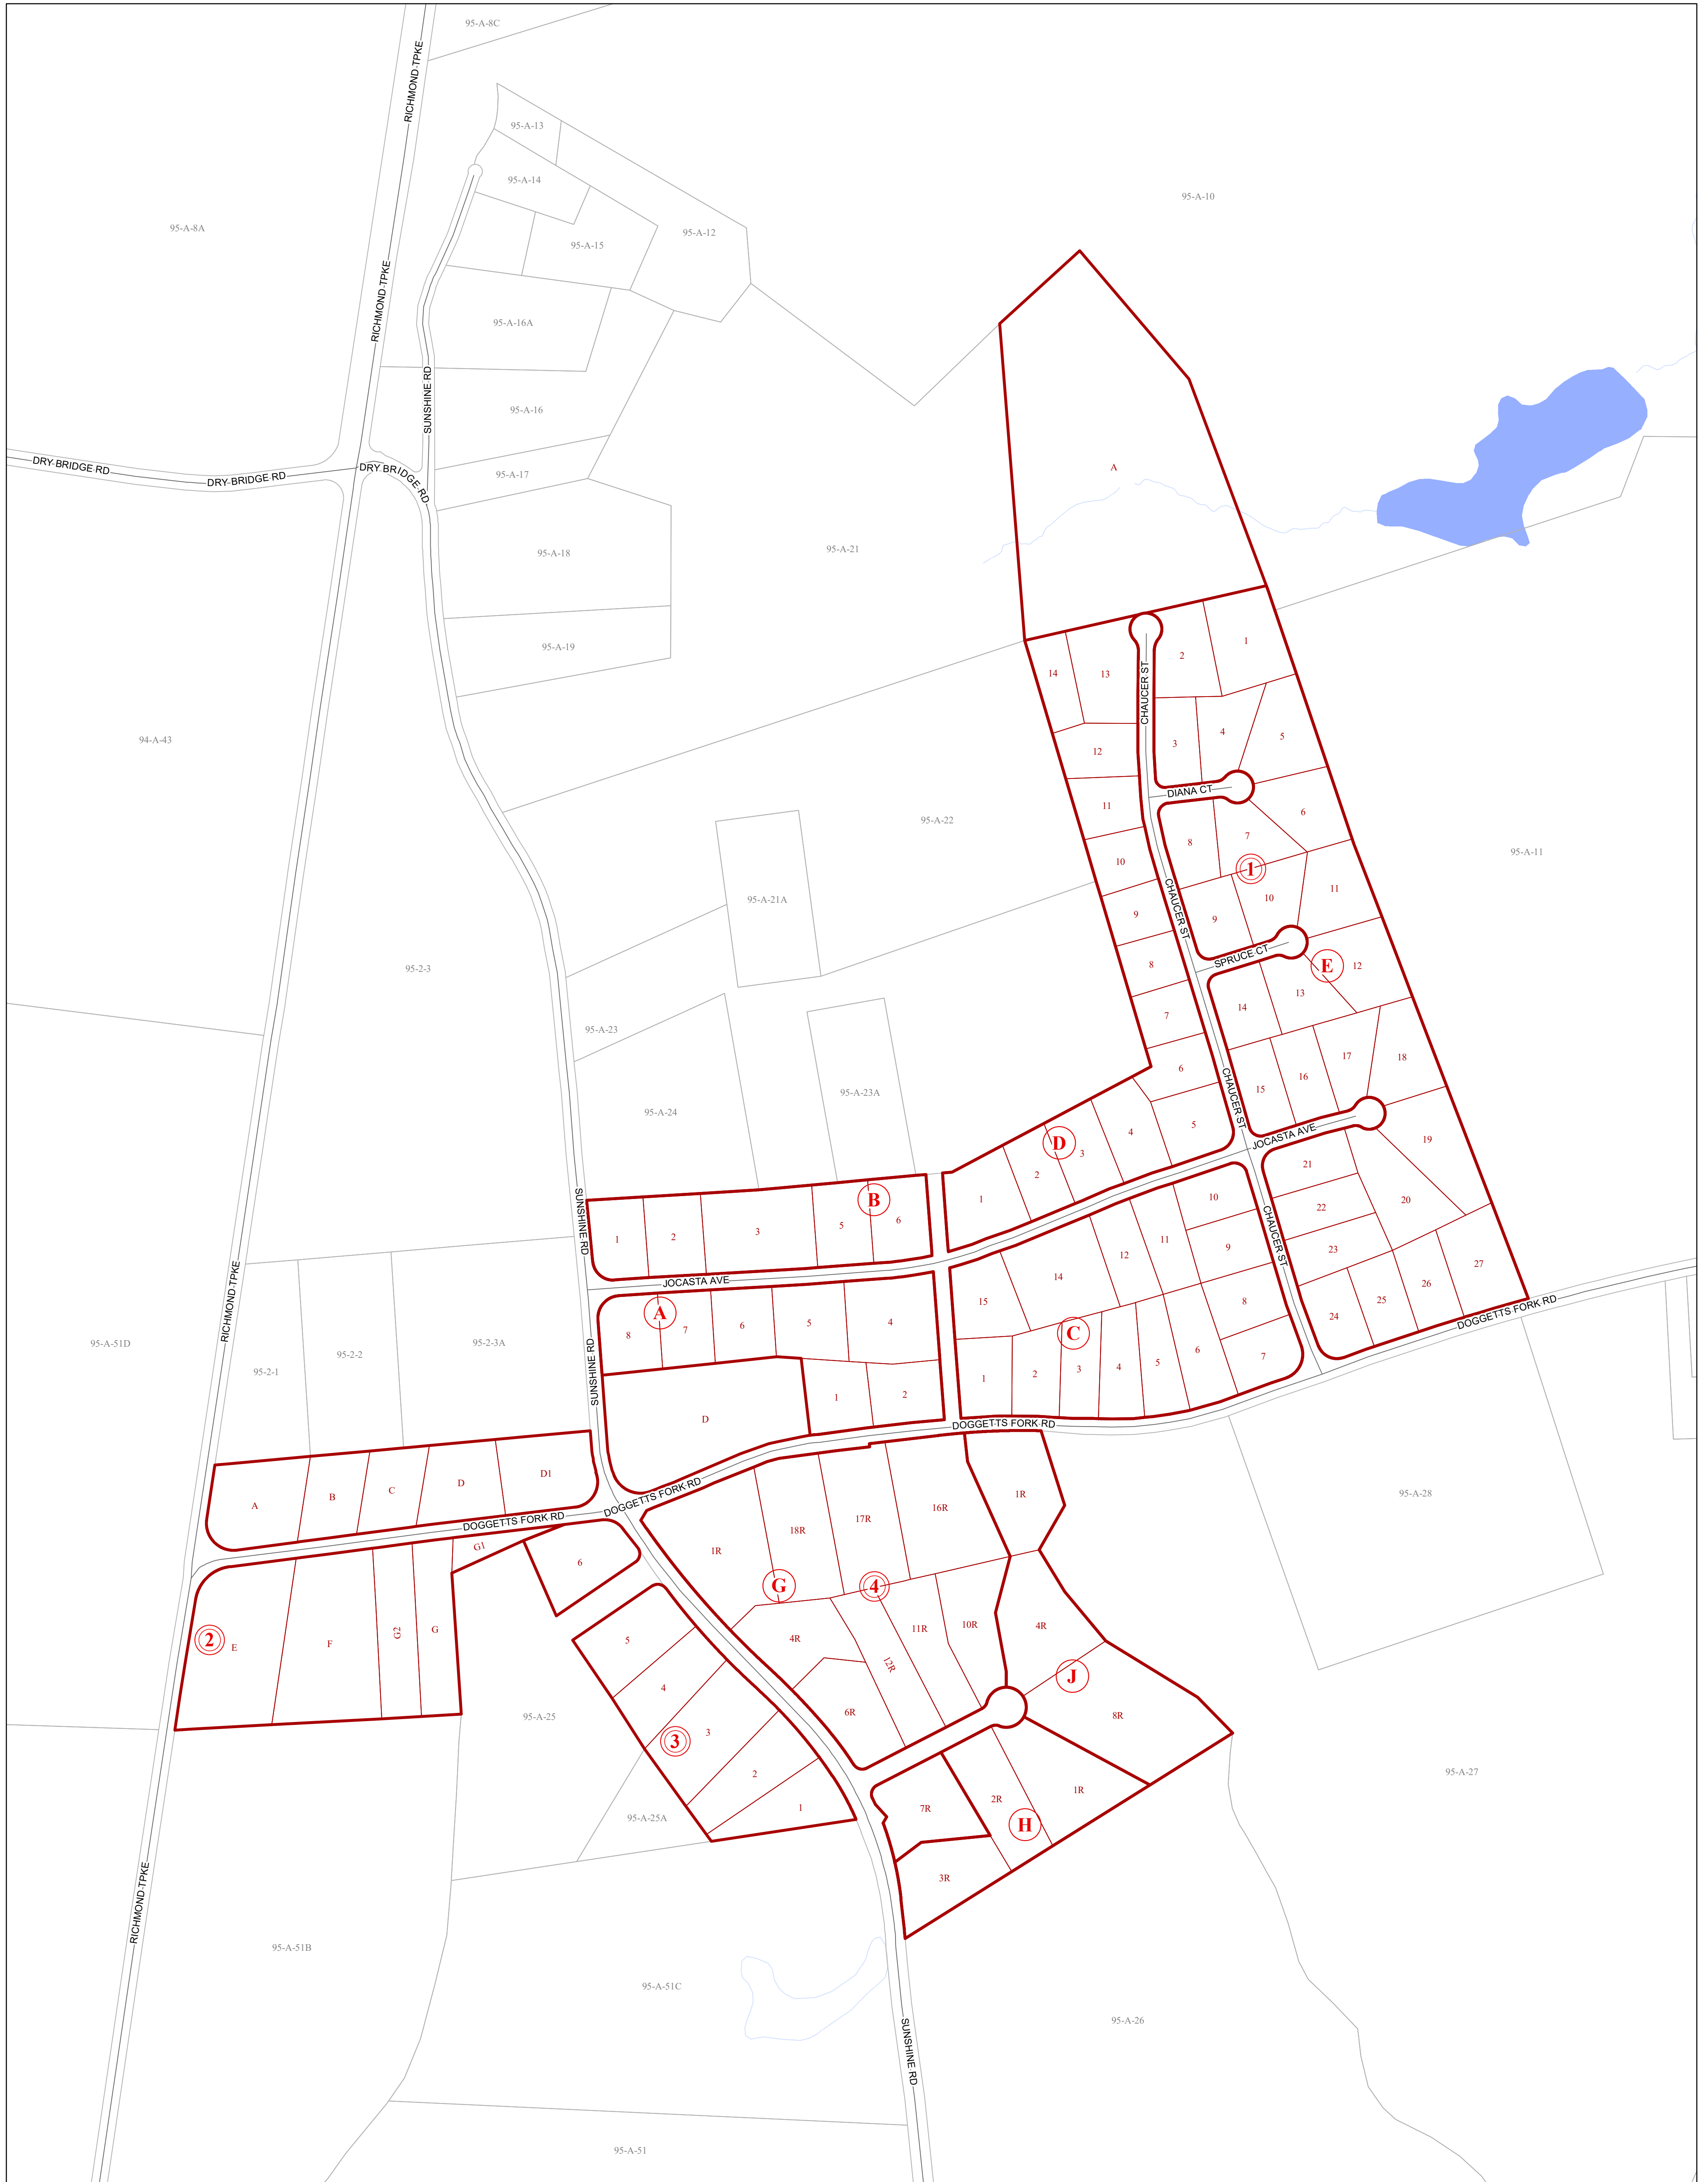 95-A-8C
RICHMOND TPKE
95-A-13
95-A-14
95-A-10
95-A-8A
95-A-15
95-A-12
RICHMOND TPKE
95-A-16A
SUNSHINE RD
95-A-16
DRY BRIDGE RD
DRY BRIDGE RD
DRY BRIDGE RD
A
95-A-17
95-A-18
95-A-21
95-A-19
1
2
14
13
CHAUCER ST
94-A-43
3
4
5
12
DIANA CT
11
6
95-A-22
8
7
10
1
95-A-11
95-A-21A
CHAUCER ST
9
9
10
11
SPRUCE CT
E
12
8
95-2-3
13
14
7
95-A-23
17
18
6
16
15
CHAUCER ST
95-A-23A
95-A-24
5
4
D
3
2
1
JOCASTA AVE
19
21
20
22
23
24
25
26
27
SUNSHINE RD
B
1
2
3
5
6
10
9
11
12
14
15
8
7
CHAUCER ST
DOGGETTS FORK RD
JOCASTA AVE
A
8
7
6
5
4
C
1
2
3
4
5
6
RICHMOND TPKE
95-A-51D
95-2-1
95-2-2
95-2-3A
SUNSHINE RD
D
1
2
DOGGETTS FORK RD
A
B
C
D
D1
DOGGETTS FORK RD
DOGGETTS FORK RD
1R
16R
17R
18R
1R
95-A-28
G1
6
G
4
2
E
F
G2
G
5
4R
12R
11R
10R
4R
J
4
95-A-25
3
3
6R
8R
2
95-A-27
1
95-A-25A
7R
2R
1R
H
3R
RICHMOND TPKE
95-A-51B
95-A-51C
95-A-26
SUNSHINE RD
95-A-51